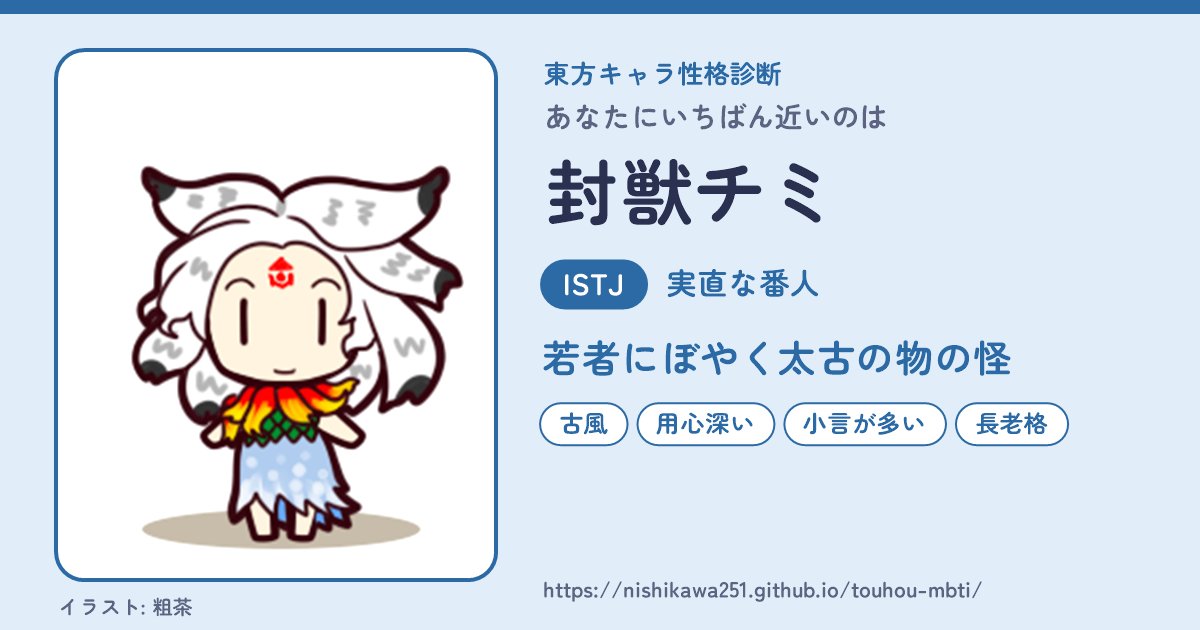 東方キャラ性格診断
あなたにいちばん近いのは
封獣チミ
ISTJ 実直な番人
若者にぼやく太古の物の怪
古風 用心深い 小言が多い 長老格
https://nishikawa251.github.io/touhou-mbti/
イラスト: 粗茶